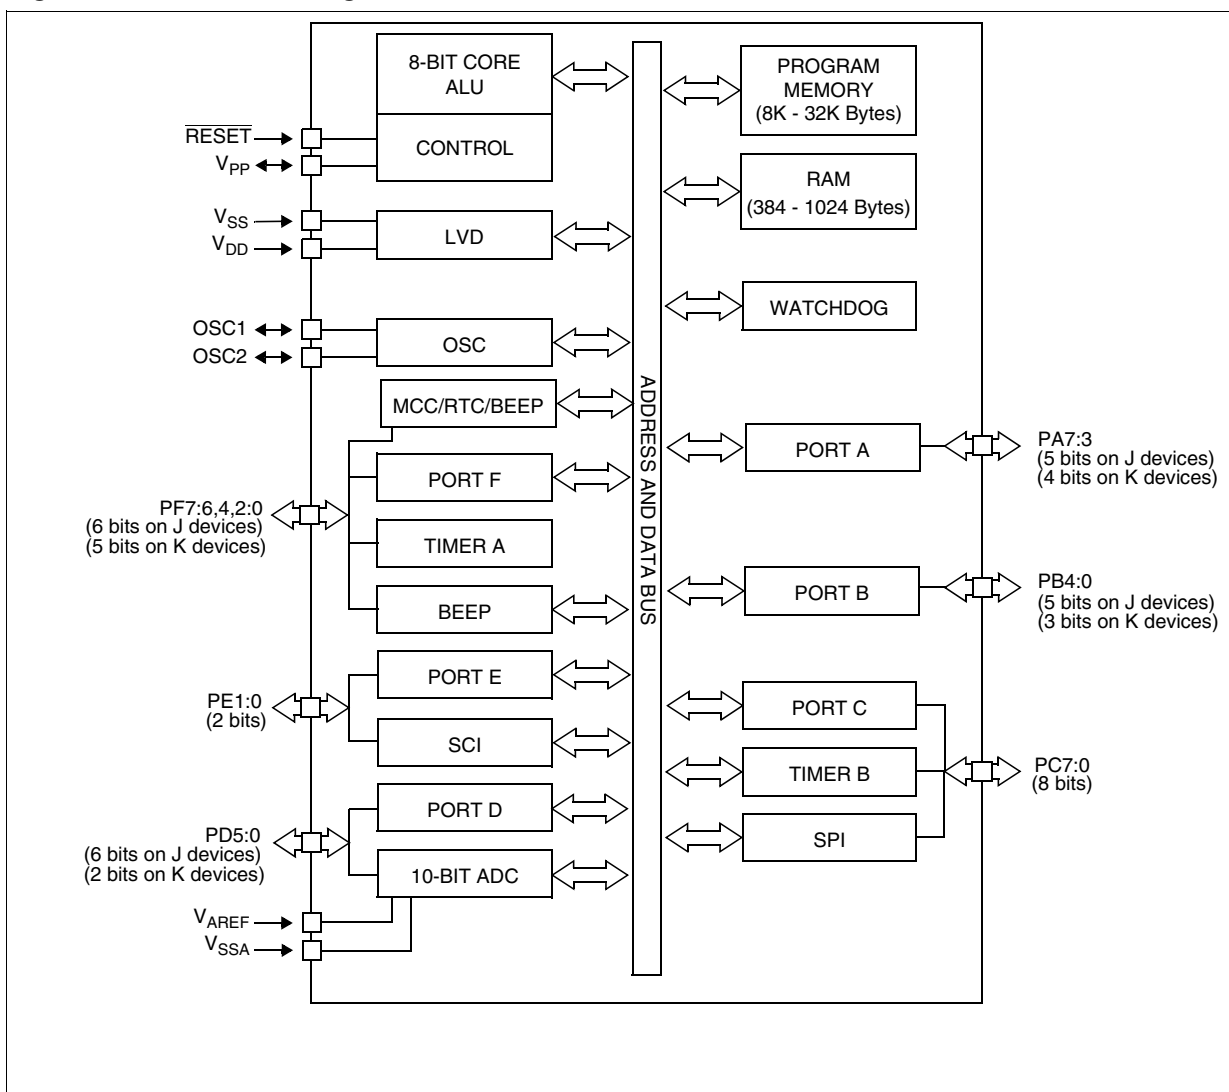 8-BIT CORE
ALU
CONTROL
RESET
VPP
VSS
VDD
LVD
OSC1
OSC2
OSC
MCC/RTC/BEEP
PORT F
PF7:6,4,2:0
(6 bits on J devices)
(5 bits on K devices)
TIMER A
BEEP
PORT E
PE1:0
(2 bits)
SCI
PORT D
PD5:0
(6 bits on J devices)
(2 bits on K devices)
10-BIT ADC
VAREF
VSSA
ADDRESS AND DATA BUS
PROGRAM
MEMORY
(8K - 32K Bytes)
RAM
(384 - 1024 Bytes)
WATCHDOG
PORT A
PA7:3
(5 bits on J devices)
(4 bits on K devices)
PORT B
PB4:0
(5 bits on J devices)
(3 bits on K devices)
PORT C
TIMER B
PC7:0
(8 bits)
SPI